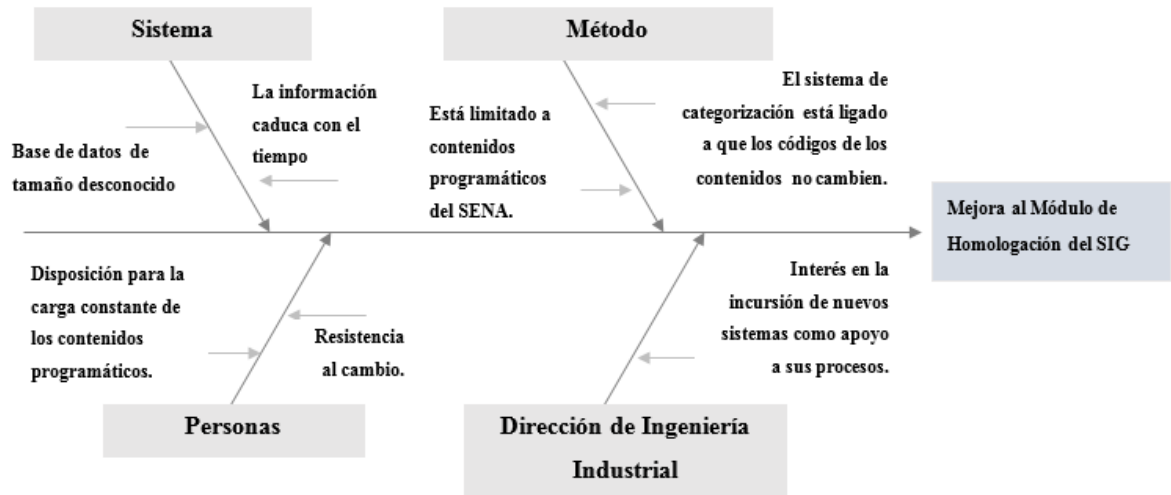 Sistema
Método
La información
caduca con el
tiempo
Base de datos de
tamaño desconocido
Está limitado a
contenidos
programáticos
del SENA.
El sistema de
categorización está ligado
a que los códigos de los
contenidos no cambien.
Mejora al Módulo de
Homologación del SIG
Disposición para la
carga constante de
los contenidos
programáticos.
Resistencia
al cambio.
Interés en la
incursión de nuevos
sistemas como apoyo
a sus procesos.
Personas
Dirección de Ingeniería
Industrial